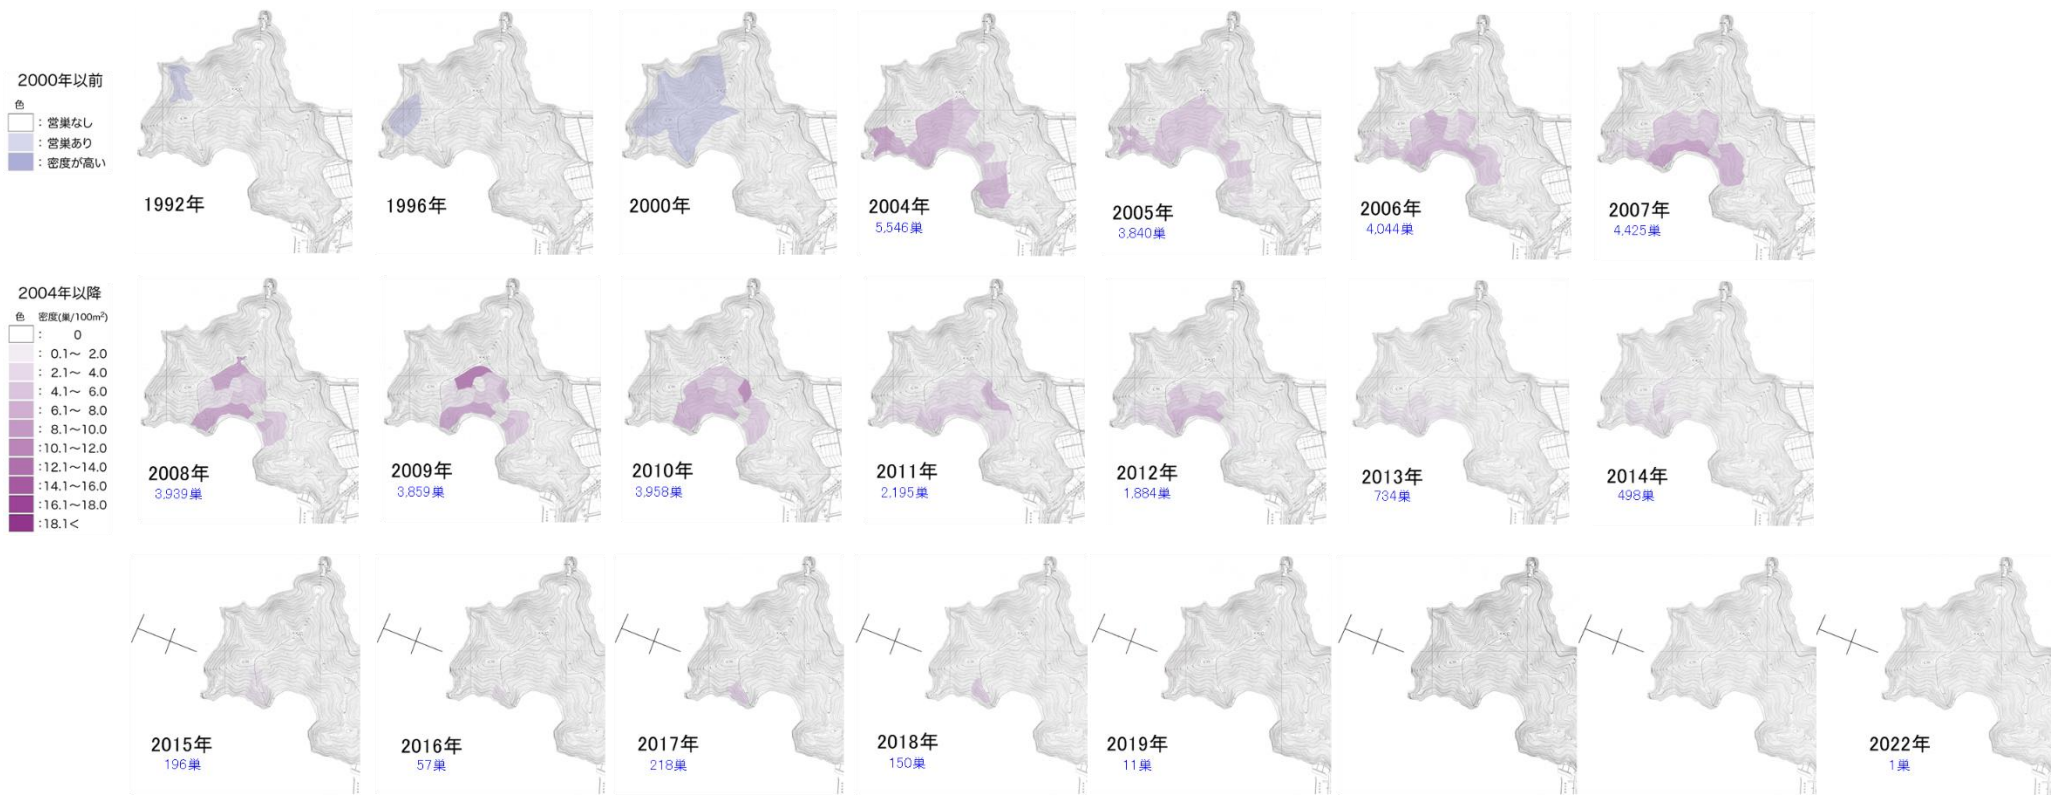 2000年以前
色
：営巣なし
：営巣あり
：密度が高い
1992年
1996年
2000年
2004年
5,546巣
2005年
3,840巣
2006年
4,044巣
2007年
4,425巣
2004年以降
色 密度(巣/100m²)
： 0
： 0.1～ 2.0
： 2.1～ 4.0
： 4.1～ 6.0
： 6.1～ 8.0
： 8.1～10.0
：10.1～12.0
：12.1～14.0
：14.1～16.0
：16.1～18.0
：18.1＜
2008年
3,939巣
2009年
3,859巣
2010年
3,958巣
2011年
2,195巣
2012年
1,884巣
2013年
734巣
2014年
498巣
2015年
196巣
2016年
57巣
2017年
218巣
2018年
150巣
2019年
11巣
2022年
1巣